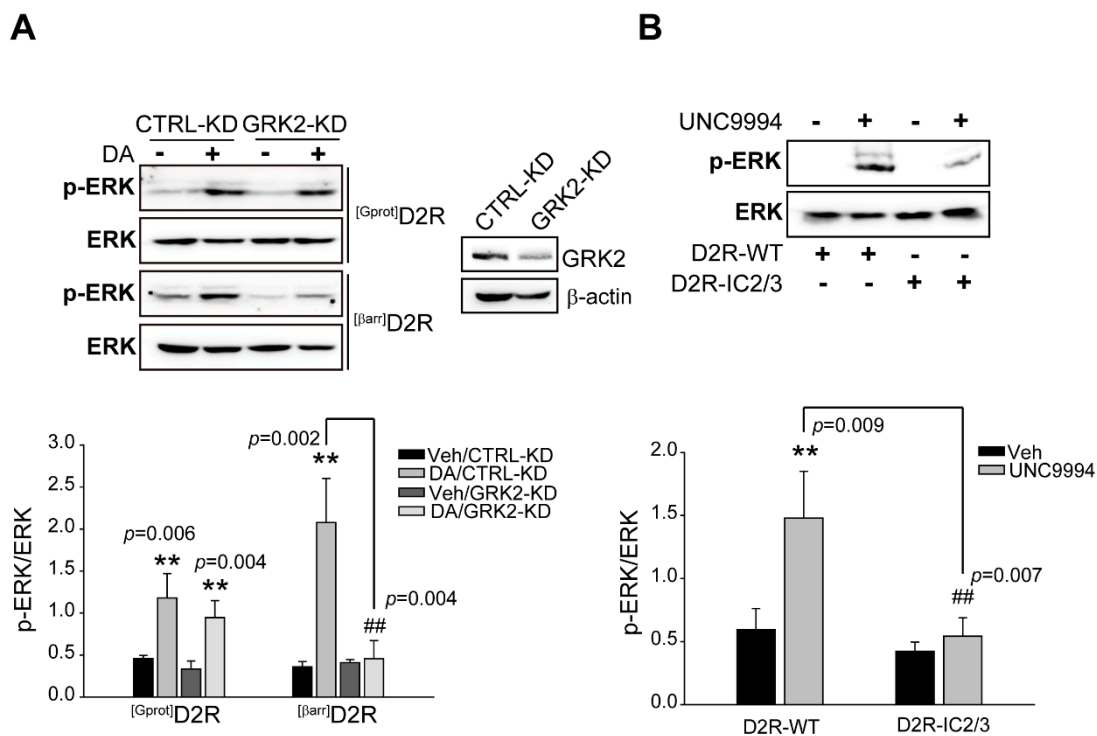 A
CTRL-KD GRK2-KD
DA - + - +
p-ERK
ERK
[Gprot]D2R
p-ERK
ERK
[βarr]D2R
CTRL-KD
GRK2-KD
GRK2
β-actin
p-ERK/ERK
3.0
2.5
2.0
1.5
1.0
0.5
0.0
p=0.006
**
p=0.004
**
p=0.002
**
p=0.004
##
Veh/CTRL-KD
DA/CTRL-KD
Veh/GRK2-KD
DA/GRK2-KD
[Gprot]D2R [βarr]D2R
B
UNC9994 - + - +
p-ERK
ERK
D2R-WT + + - -
D2R-IC2/3 - - + +
p-ERK/ERK
2.0
1.5
1.0
0.5
0.0
p=0.009
**
p=0.007
##
Veh
UNC9994
D2R-WT D2R-IC2/3